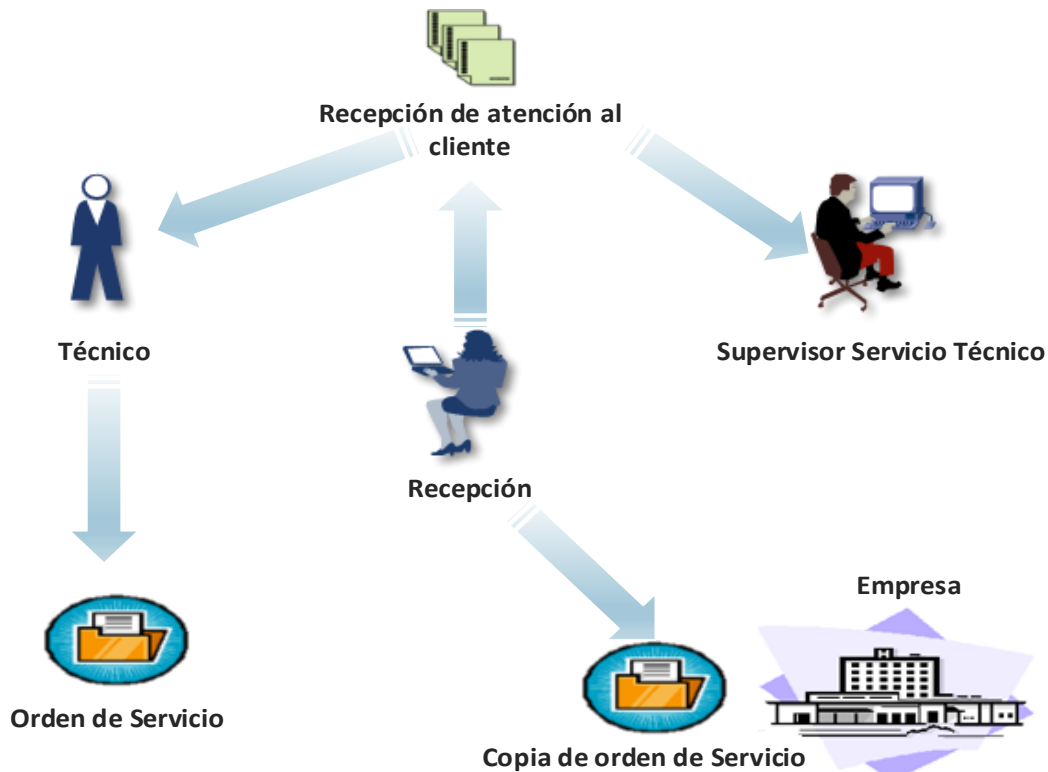 Recepción de atención al
cliente
Técnico
Supervisor Servicio Técnico
Recepción
Empresa
Orden de Servicio
Copia de orden de Servicio